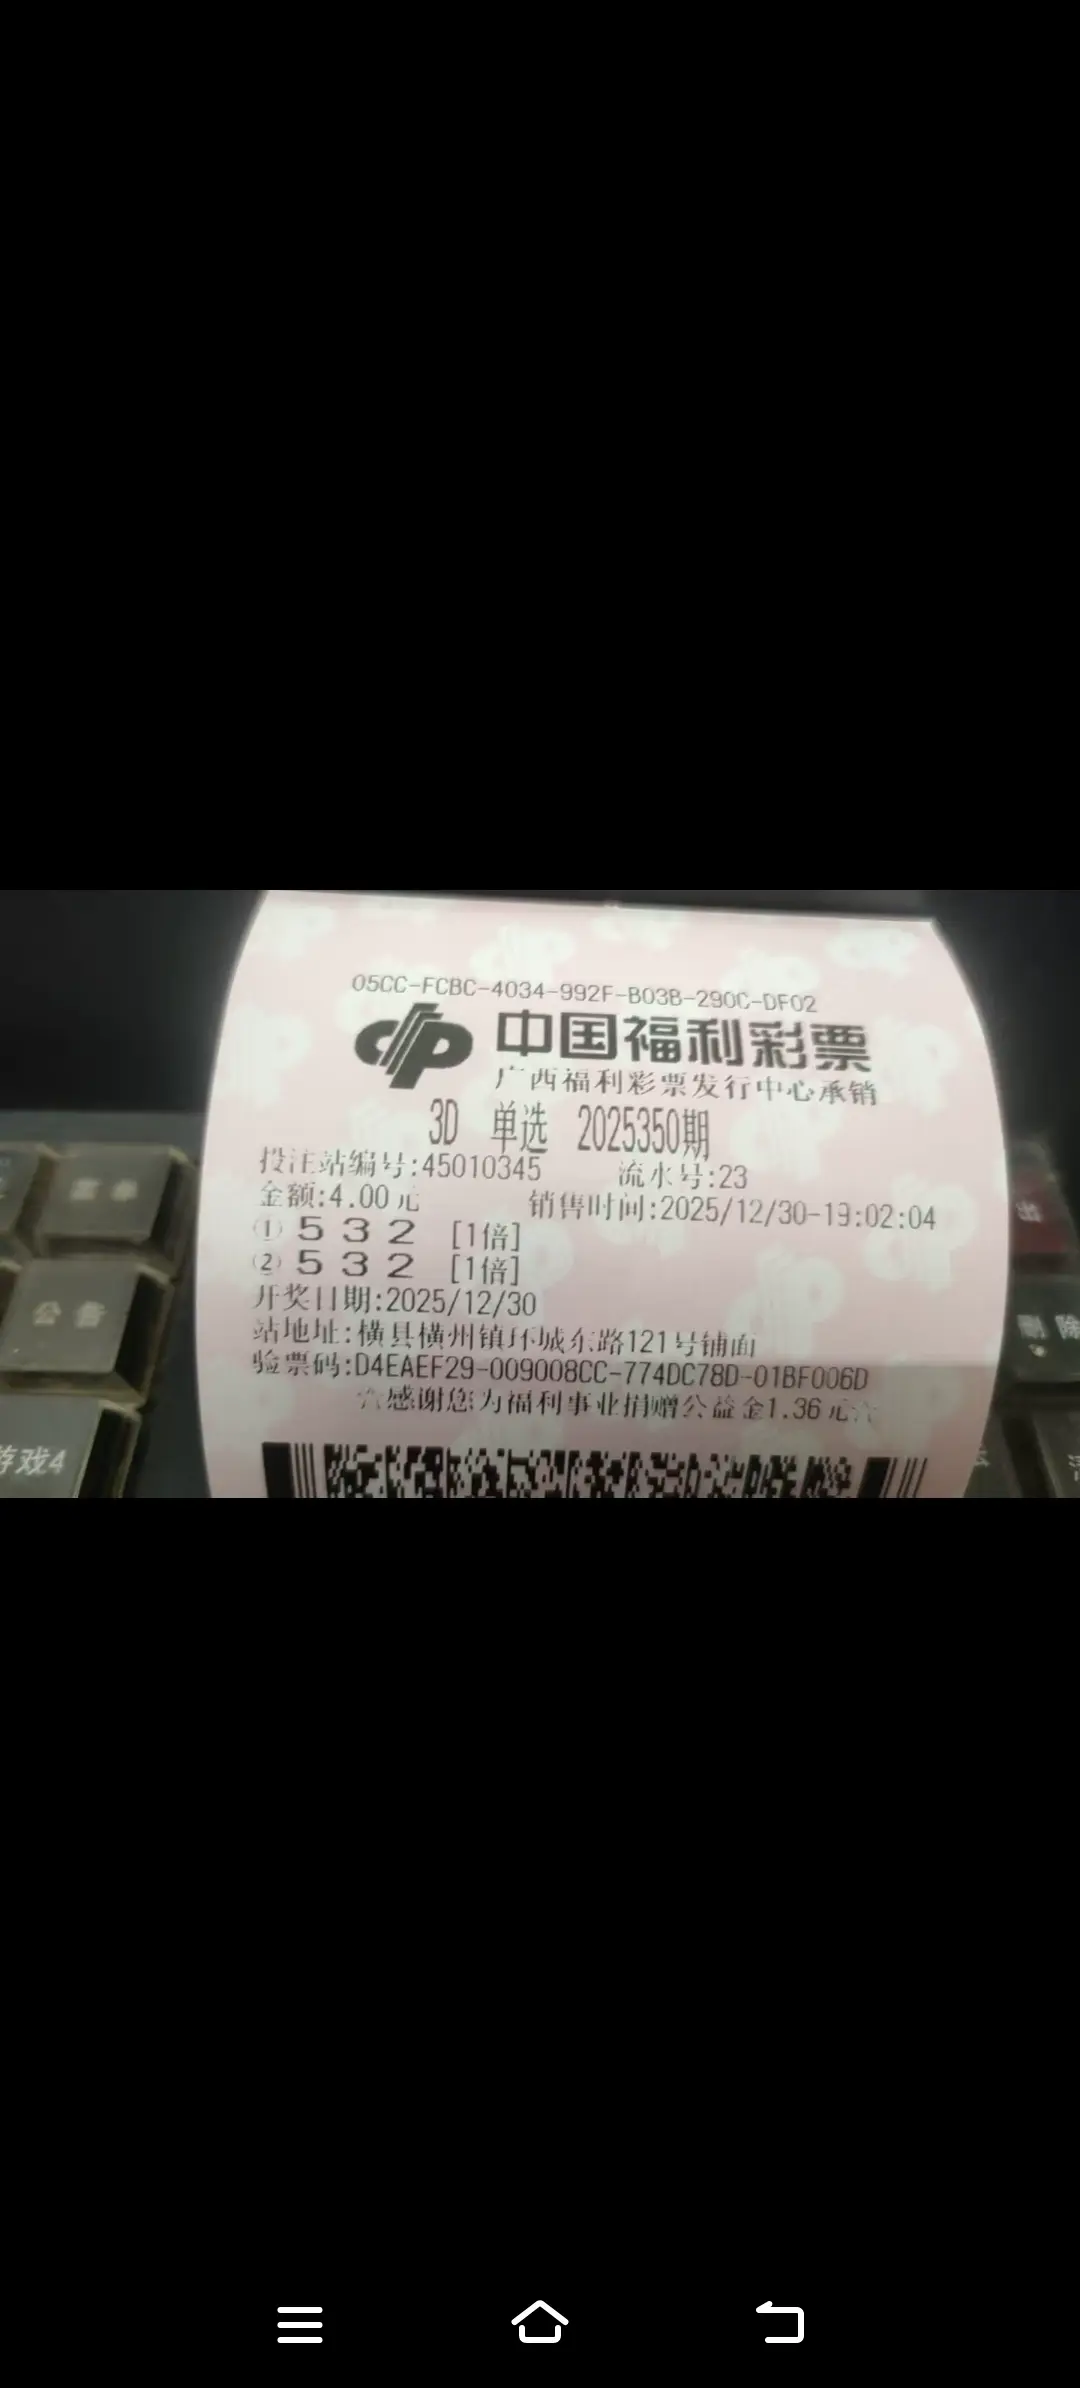 05CC-FCBC-4034-992F-B03B-290C-DF02
中国福利彩票
广西福利彩票发行中心承销
3D 单选 2025350期
投注站编号:45010345 流水号:23
金额:4.00元 销售时间:2025/12/30-19:02:04
① 5 3 2 [1倍]
② 5 3 2 [1倍]
开奖日期:2025/12/30
站地址:横县横州镇环城东路121号铺面
验票码:D4EAEF29-009008CC-774DC78D-01BF006D
☆感谢您为福利事业捐赠公益金1.36元☆
公告
游戏4